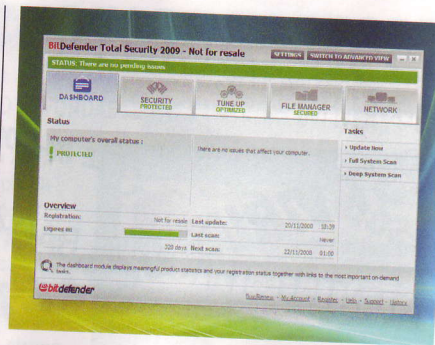 BitDefender Total Security 2009 - Not for resale
SETTINGS
SWITCH TO ADVANCED VIEW
STATUS: There are no pending issues
DASHBOARD
SECURITY
PROTECTED
TUNE UP
OPTIMIZED
FILE MANAGER
SECURED
NETWORK
Status
Tasks
My computer's overall status :
PROTECTED
There are no issues that affect your computer.
> Update Now
> Full System Scan
> Deep System Scan
Overview
Registration: Not for resale
Expires in:
328 days
Last update: 20/11/2008
Last scan: Never
Next scan: 22/11/2008 01:00
The dashboard module displays meaningful product statistics and your registration status together with links to the most important on-demand
tasks.
bitdefender
Buy/Renew - My Account - Register - Help - Support - History